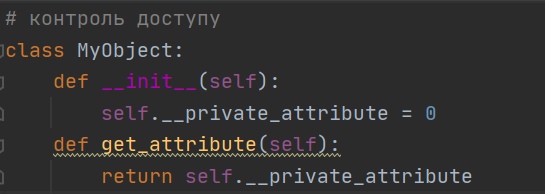 # контроль доступу
class MyObject:
    def __init__(self):
        self.__private_attribute = 0
    def get_attribute(self):
        return self.__private_attribute